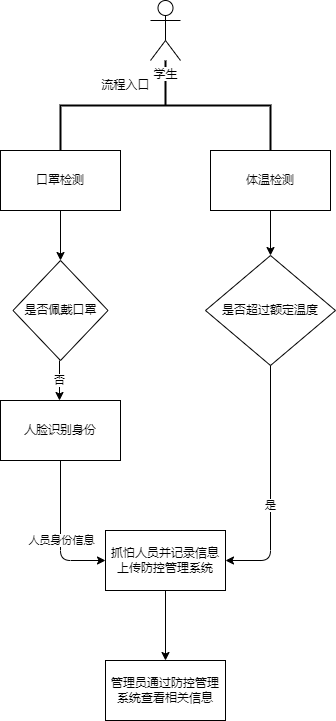 学生
流程入口
口罩检测
体温检测
是否佩戴口罩
是否超过额定温度
否
人脸识别身份
是
人员身份信息
抓怕人员并记录信息
上传防控管理系统
管理员通过防控管理
系统查看相关信息